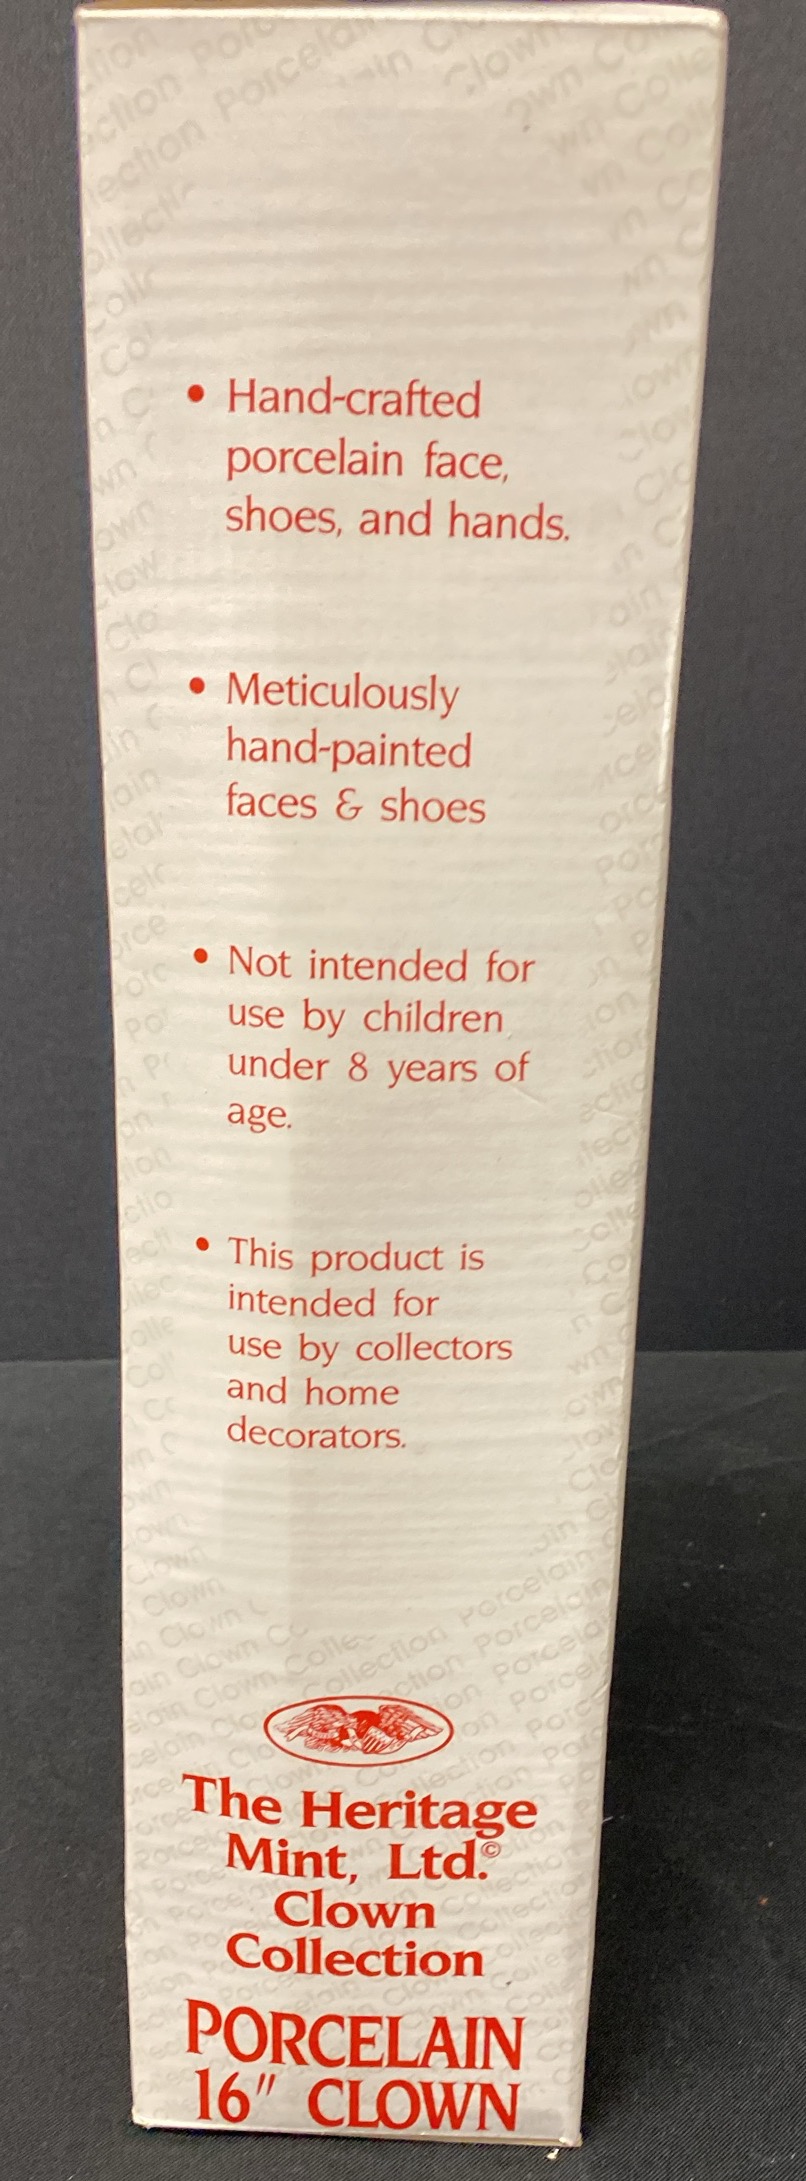 • Hand-crafted
porcelain face,
shoes, and hands.
• Meticulously
hand-painted
faces & shoes
• Not intended for
use by children
under 8 years of
age.
• This product is
intended for
use by collectors
and home
decorators.
The Heritage
Mint, Ltd.©
Clown
Collection
PORCELAIN
16" CLOWN